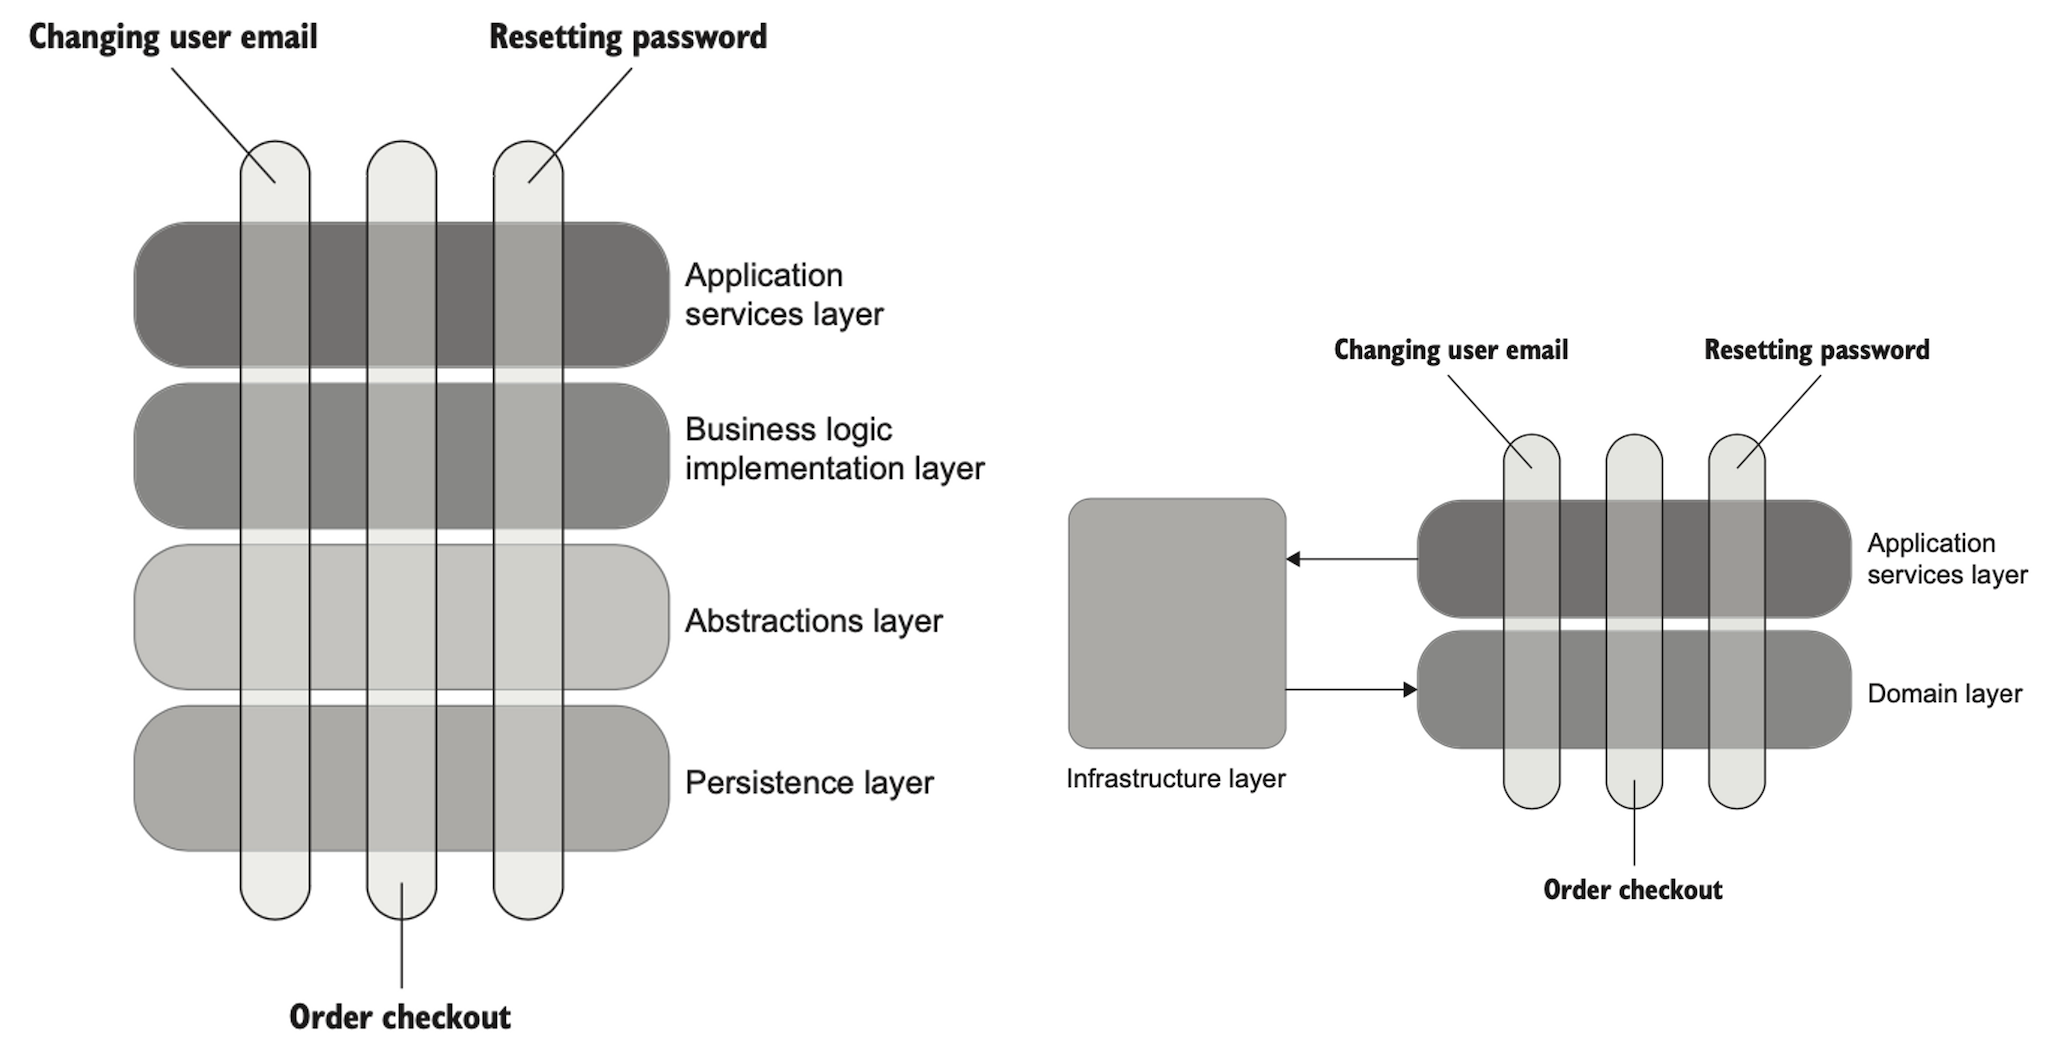 Changing user email
Resetting password
Application
services layer
Business logic
implementation layer
Abstractions layer
Persistence layer
Order checkout
Changing user email
Resetting password
Application
services layer
Domain layer
Infrastructure layer
Order checkout